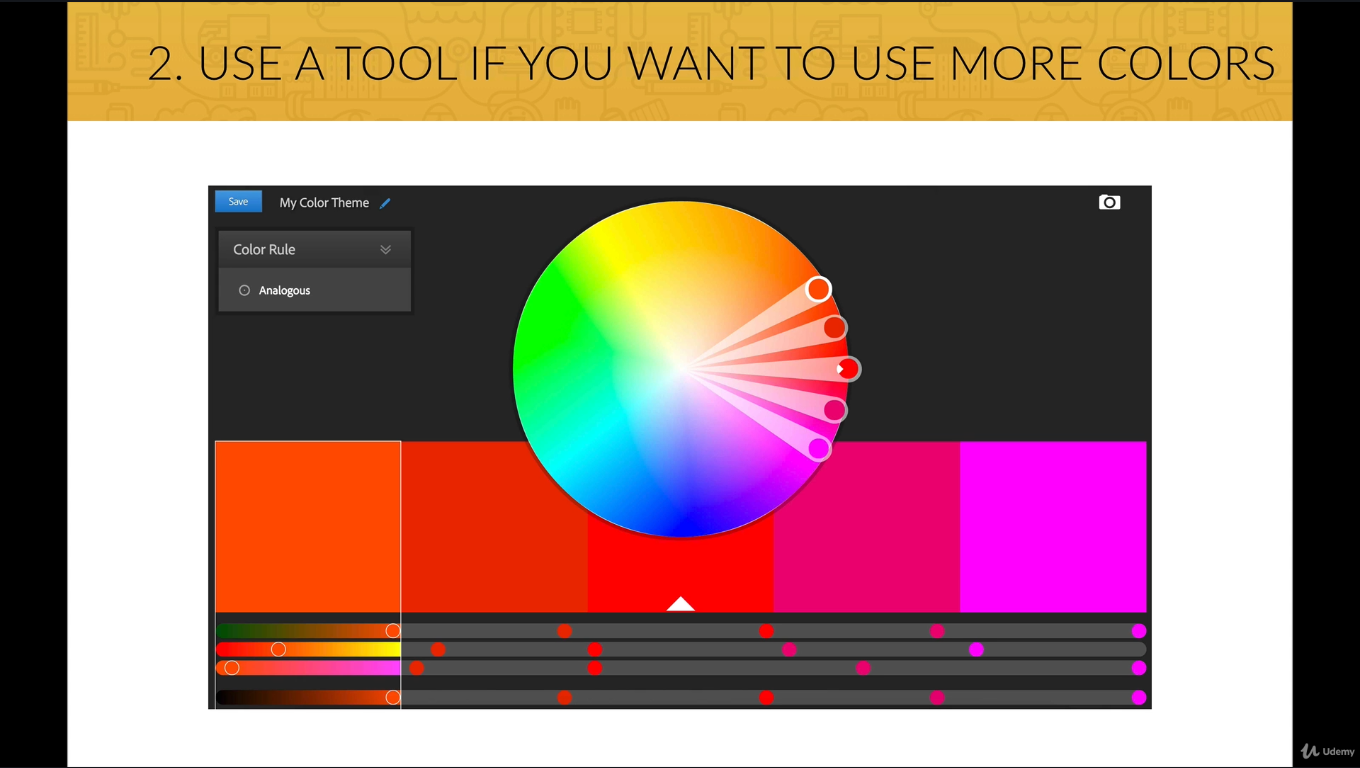 2. USE A TOOL IF YOU WANT TO USE MORE COLORS
Save
My Color Theme
Color Rule
Analogous
Udemy